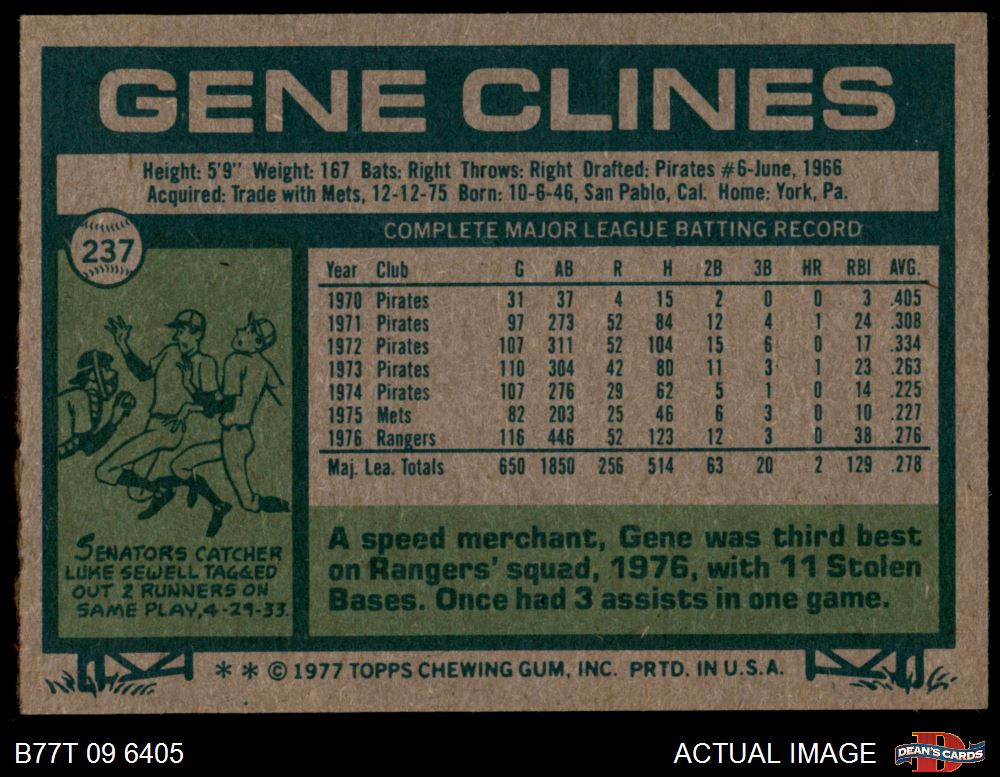 GENE CLINES
Height: 5'9" Weight: 167 Bats: Right Throws: Right Drafted: Pirates #6-June, 1966
Acquired: Trade with Mets, 12-12-75 Born: 10-6-46, San Pablo, Cal. Home: York, Pa.
237
COMPLETE MAJOR LEAGUE BATTING RECORD
Year Club G AB R H 2B 3B HR RBI AVG.
1970 Pirates 31 37 4 15 2 0 0 3 .405
1971 Pirates 97 273 52 84 12 4 1 24 .308
1972 Pirates 107 311 52 104 15 6 0 17 .334
1973 Pirates 110 304 42 80 11 3 1 23 .263
1974 Pirates 107 276 29 62 5 1 0 14 .225
1975 Mets 82 203 25 46 6 3 0 10 .227
1976 Rangers 116 446 52 123 12 3 0 38 .276
Maj. Lea. Totals 650 1850 256 514 63 20 2 129 .278
SENATORS CATCHER
LUKE SEWELL TAGGED
OUT 2 RUNNERS ON
SAME PLAY, 4-29-33.
A speed merchant, Gene was third best
on Rangers' squad, 1976, with 11 Stolen
Bases. Once had 3 assists in one game.
* * © 1977 TOPPS CHEWING GUM, INC. PRTD. IN U.S.A.
B77T 09 6405
ACTUAL IMAGE
DEAN'S CARDS